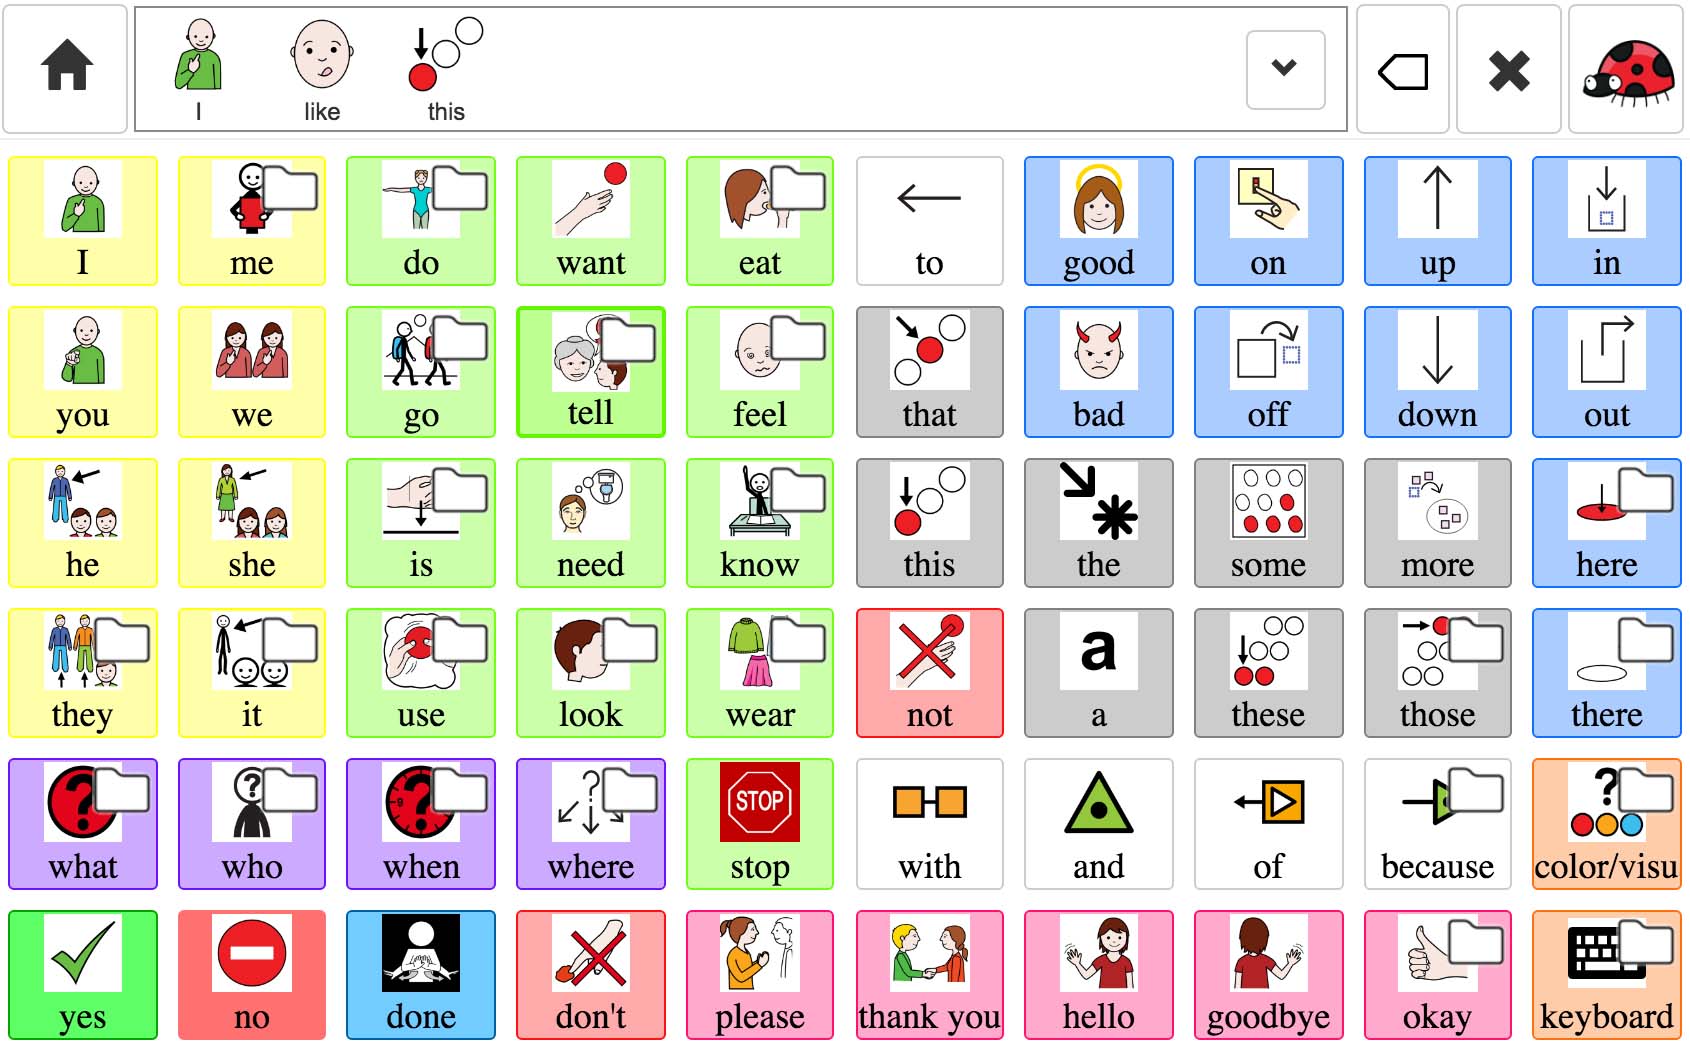 I like this
I me do want eat to good on up in
you we go tell feel that bad off down out
he she is need know this the some more here
they it use look wear not a a these those there
STOP
what who when where stop with and of because color/visu
yes no done don't please thank you hello goodbye okay keyboard